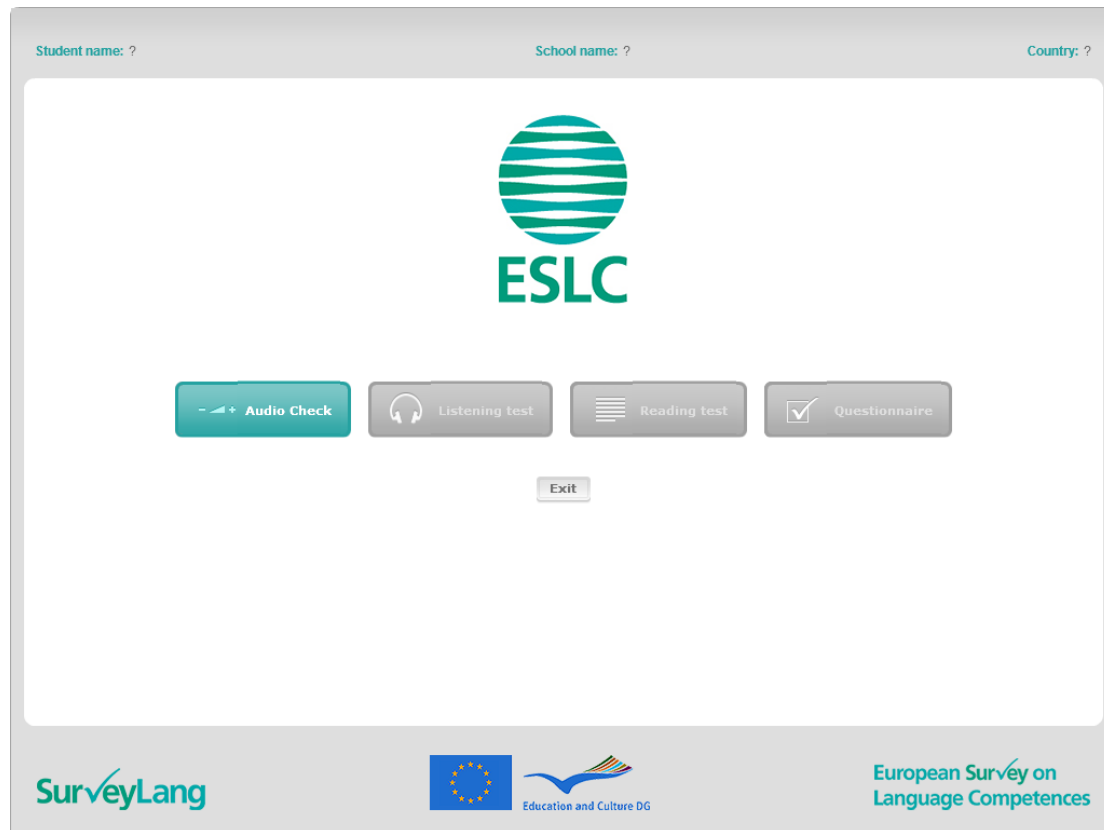 Student name: ? School name: ? Country: ?
ESLC
- + Audio Check Listening test Reading test Questionnaire
Exit
SurveyLang
Education and Culture DG
European Survey on
Language Competences